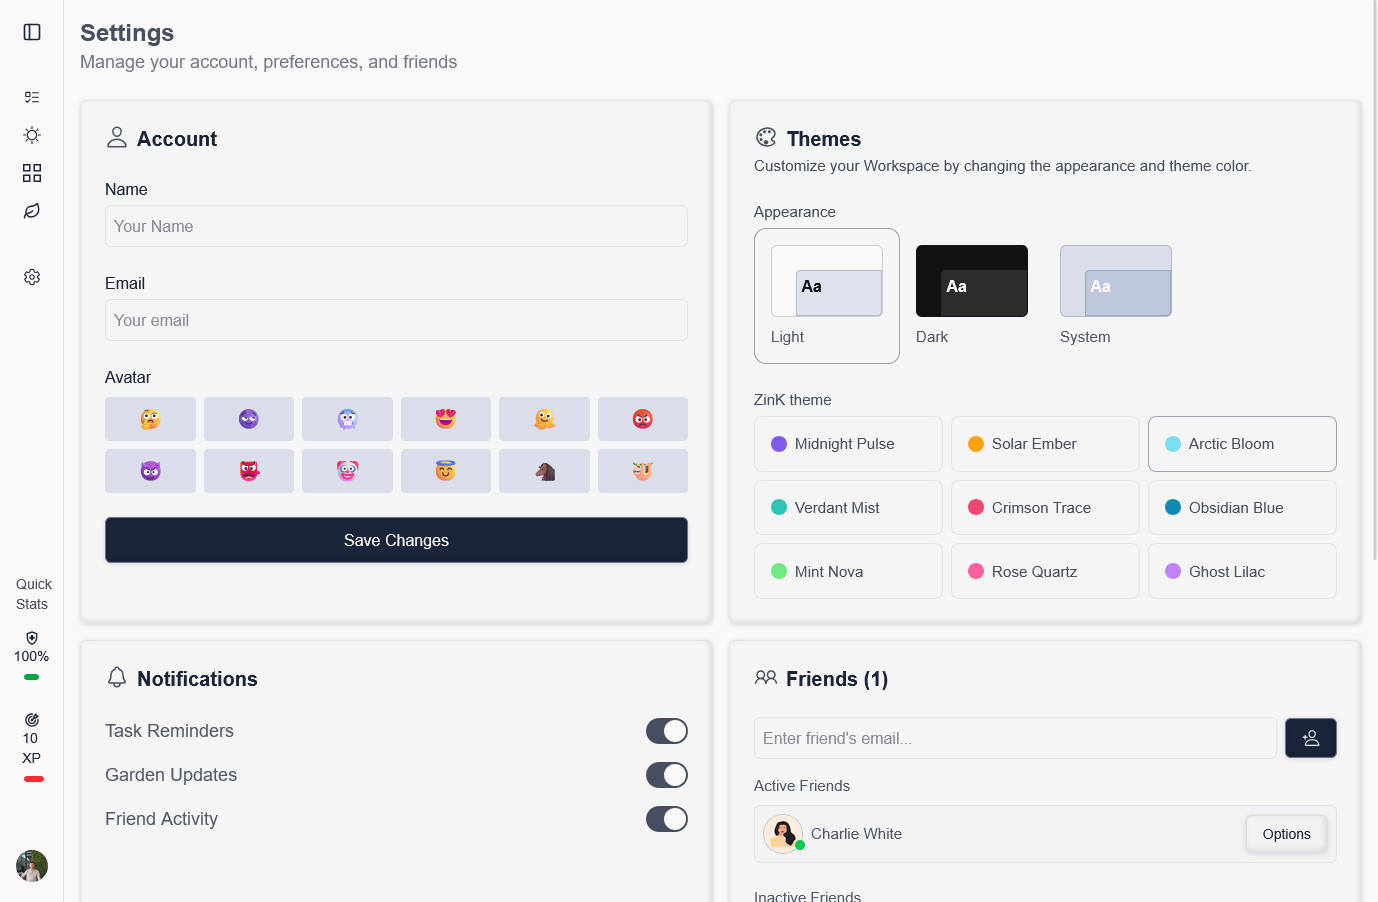 Settings
Manage your account, preferences, and friends
Account
Name
Your Name
Email
Your email
Avatar
Save Changes
Themes
Customize your Workspace by changing the appearance and theme color.
Appearance
Aa
Light
Aa
Dark
Aa
System
ZinK theme
Midnight Pulse
Solar Ember
Arctic Bloom
Verdant Mist
Crimson Trace
Obsidian Blue
Mint Nova
Rose Quartz
Ghost Lilac
Quick
Stats
100%
10
XP
Notifications
Task Reminders
Garden Updates
Friend Activity
Friends (1)
Enter friend's email...
Active Friends
Charlie White
Options
Inactive Friends